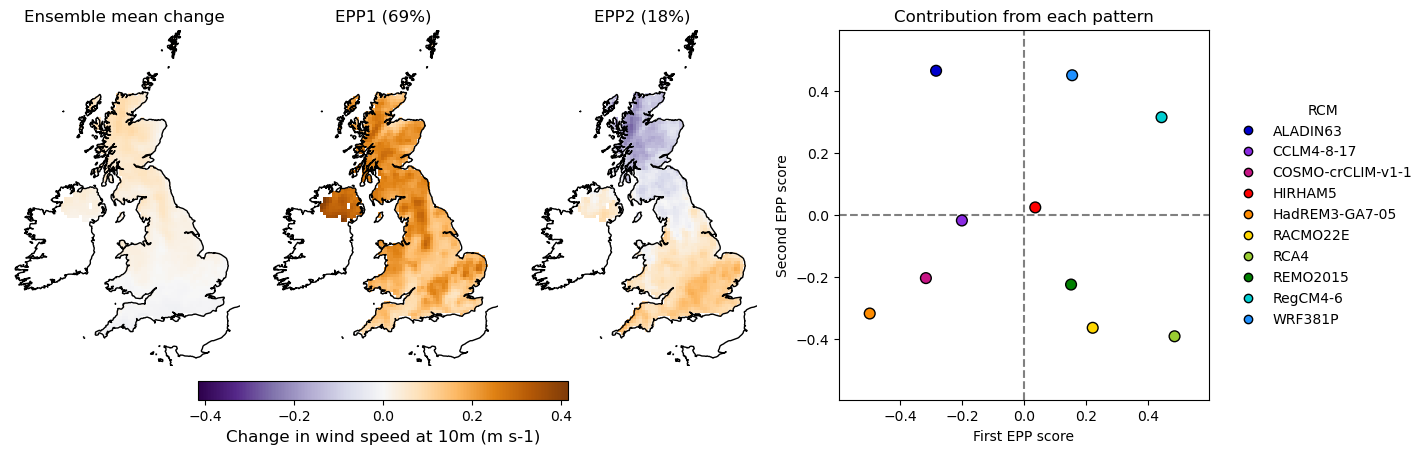 Ensemble mean change
EPP1 (69%)
EPP2 (18%)
−0.4
−0.2
0.0
0.2
0.4
Change in wind speed at 10m (m s-1)
Contribution from each pattern
Second EPP score
0.4
0.2
0.0
−0.2
−0.4
−0.4
−0.2
0.0
0.2
0.4
First EPP score
RCM
ALADIN63
CCLM4-8-17
COSMO-crCLIM-v1-1
HIRHAM5
HadREM3-GA7-05
RACMO22E
RCA4
REMO2015
RegCM4-6
WRF381P